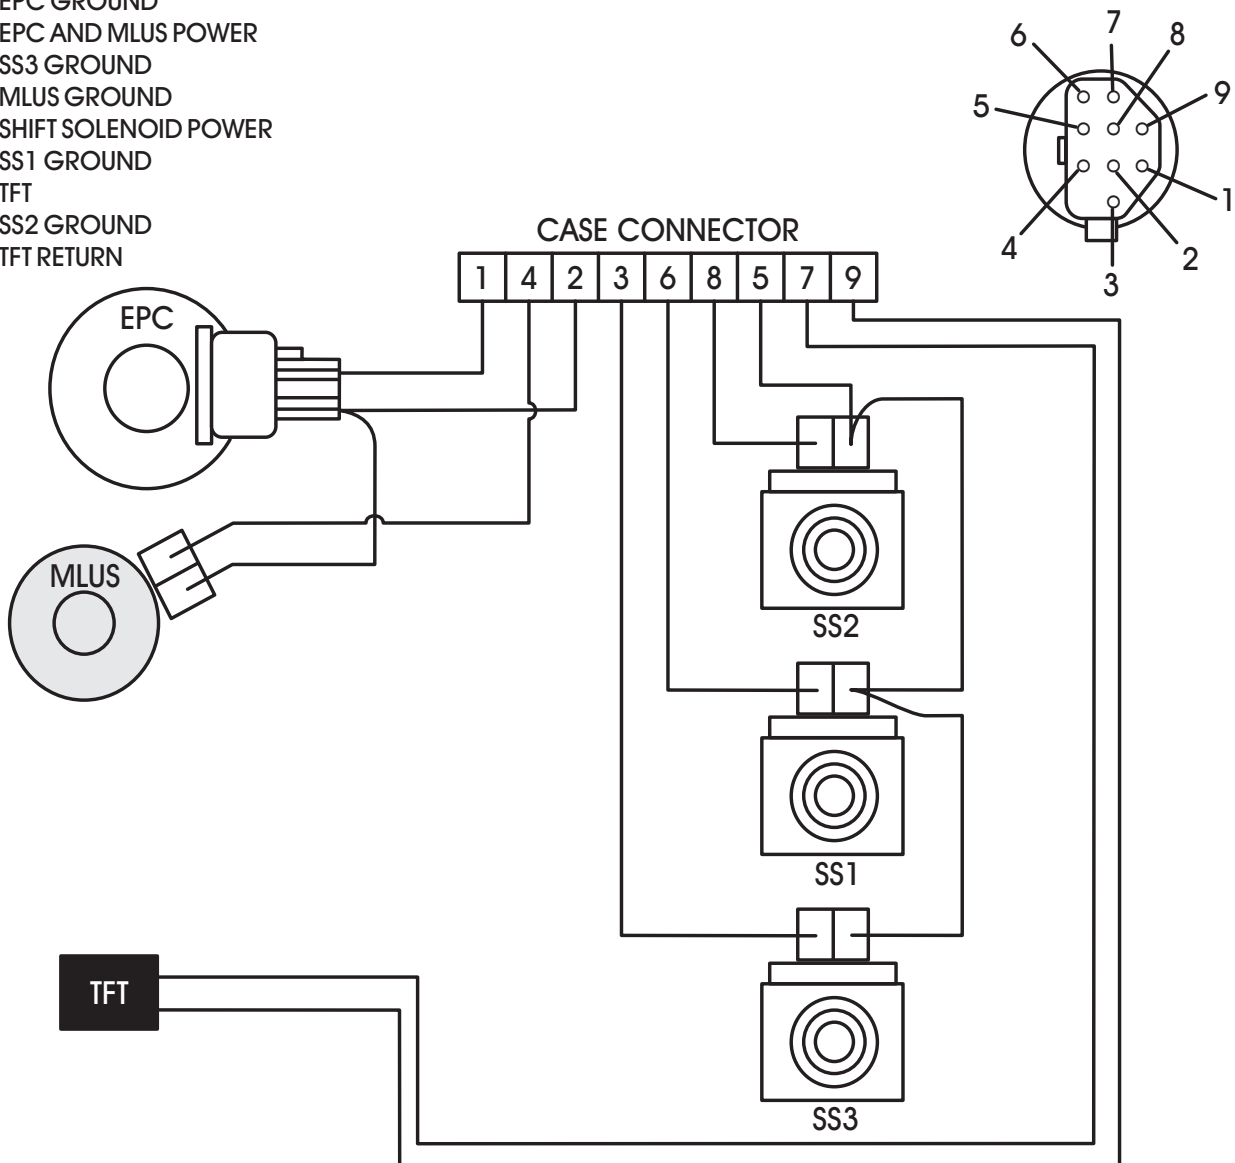 EPC GROUND
EPC AND MLUS POWER
SS3 GROUND
MLUS GROUND
SHIFT SOLENOID POWER
SS1 GROUND
TFT
SS2 GROUND
TFT RETURN
7
6
8
9
5
1
4
2
3
CASE CONNECTOR
1 4 2 3 6 8 5 7 9
EPC
MLUS
SS2
SS1
TFT
SS3